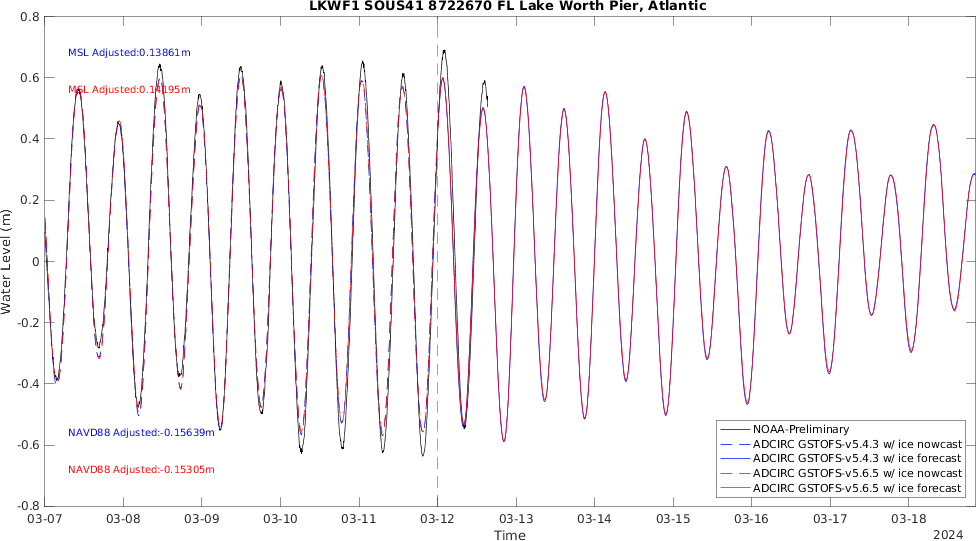 LKWF1 SOUS41 8722670 FL Lake Worth Pier, Atlantic
0.8
MSL Adjusted:0.13861m
0.6
MSL Adjusted:0.14195m
0.4
0.2
Water Level (m)
0
-0.2
-0.4
NAVD88 Adjusted:-0.15639m
-0.6
NAVD88 Adjusted:-0.15305m
-0.8
NOAA-Preliminary
ADCIRC GSTOFS-v5.4.3 w/ ice nowcast
ADCIRC GSTOFS-v5.4.3 w/ ice forecast
ADCIRC GSTOFS-v5.6.5 w/ ice nowcast
ADCIRC GSTOFS-v5.6.5 w/ ice forecast
03-07 03-08 03-09 03-10 03-11 03-12 03-13 03-14 03-15 03-16 03-17 03-18
Time
2024